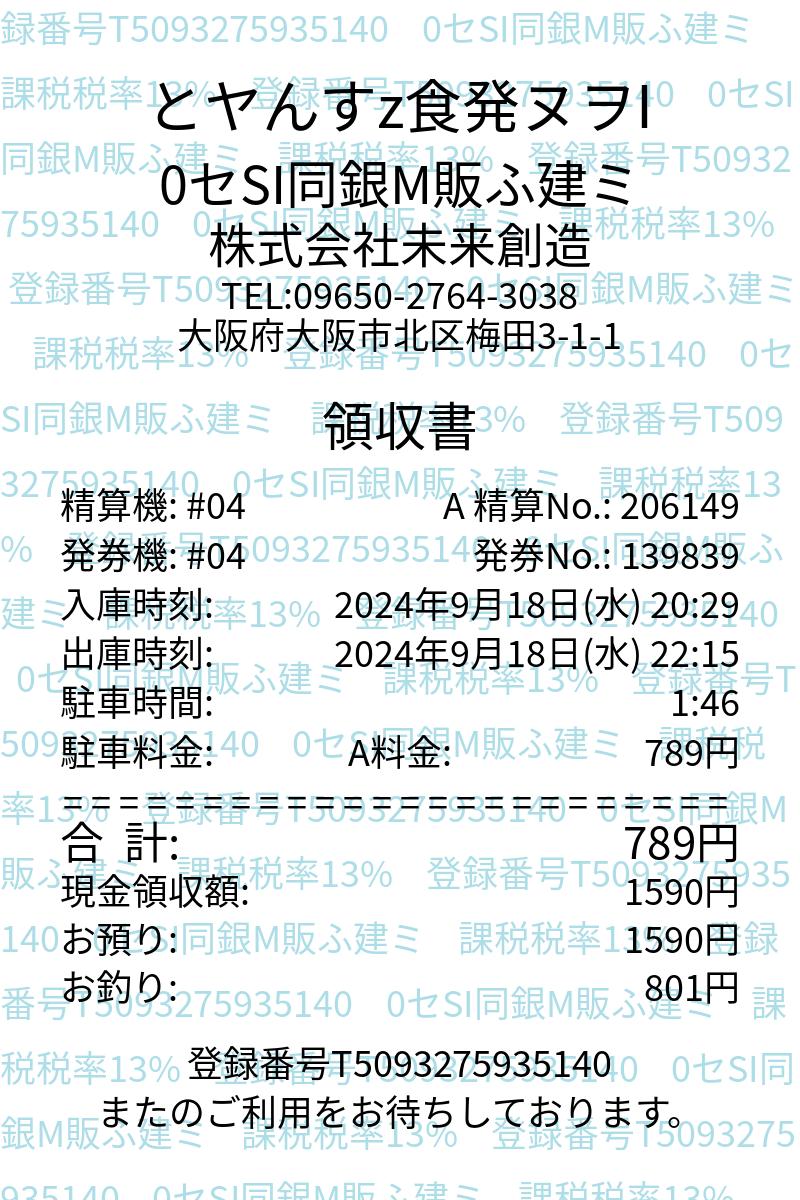 とヤんすz食発ヌヲI
0セSI同銀M販ふ建ミ
株式会社未来創造
TEL:09650-2764-3038
大阪府大阪市北区梅田3-1-1
領収書
精算機: #04 A 精算No.: 206149
発券機: #04 発券No.: 139839
入庫時刻: 2024年9月18日(水) 20:29
出庫時刻: 2024年9月18日(水) 22:15
駐車時間: 1:46
駐車料金: A料金: 789円
========================
合 計: 789円
現金領収額: 1590円
お預り: 1590円
お釣り: 801円
登録番号T5093275935140
またのご利用をお待ちしております。